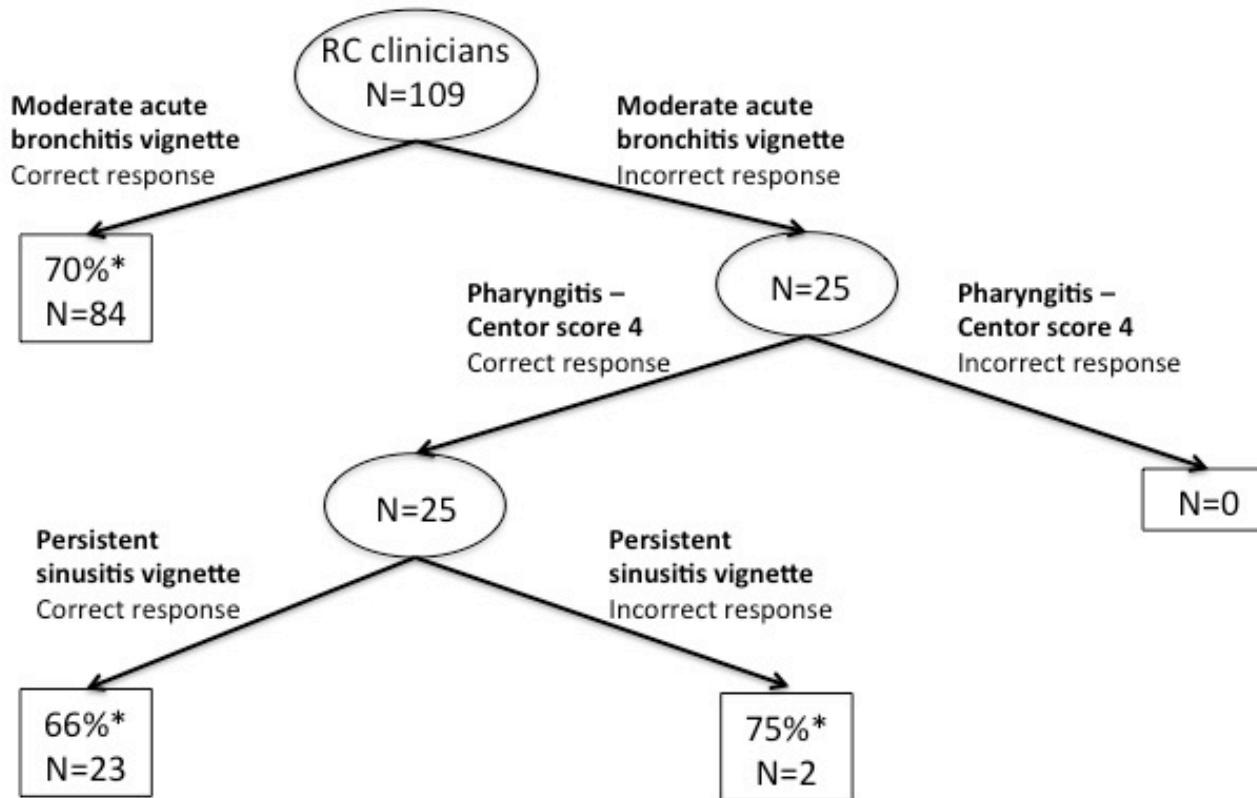 RC clinicians
N=109
Moderate acute
bronchitis vignette
Correct response
Moderate acute
bronchitis vignette
Incorrect response
70%*
N=84
N=25
Pharyngitis –
Centor score 4
Correct response
Pharyngitis –
Centor score 4
Incorrect response
N=25
N=0
Persistent
sinusitis vignette
Correct response
Persistent
sinusitis vignette
Incorrect response
66%*
N=23
75%*
N=2